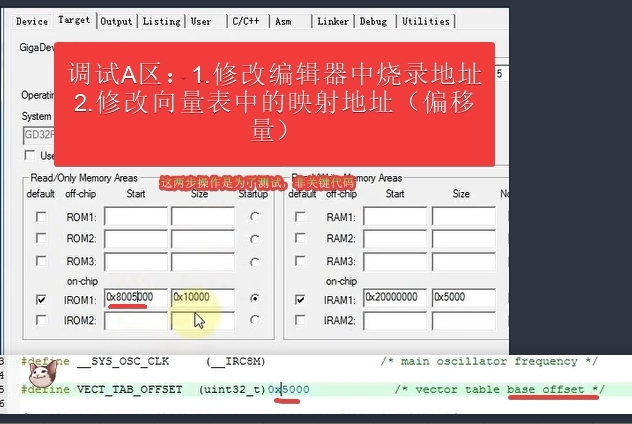 Device Target Output Listing User C/C++ Asm Linker Debug Utilities
GigaDev
5
调试A区：1.修改编辑器中烧录地址
2.修改向量表中的映射地址（偏移
量）
Operatin
System
GD32F
Use
这两步操作是为了测试，非关键代码
Read/Only Memory Areas
default off-chip Start Size Startup default off-chip Start Size No
ROM1: RAM1:
ROM2: RAM2:
ROM3: RAM3:
on-chip on-chip
IROM1: 0x8005000 0x10000 IRAM1: 0x20000000 0x5000
IROM2: IRAM2:
3 #define __SYS_OSC_CLK (__IRC8M) /* main oscillator frequency */
4
5 #define VECT_TAB_OFFSET (uint32_t)0x5000 /* vector table base offset */
6